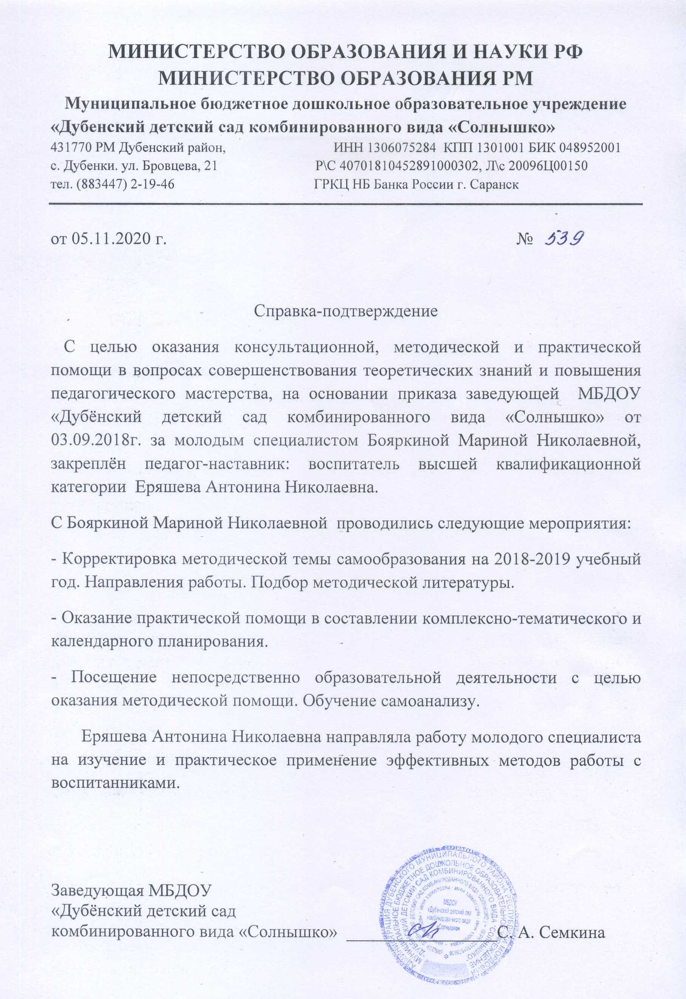 МИНИСТЕРСТВО ОБРАЗОВАНИЯ И НАУКИ РФ
МИНИСТЕРСТВО ОБРАЗОВАНИЯ РМ
Муниципальное бюджетное дошкольное образовательное учреждение
«Дубенский детский сад комбинированного вида «Солнышко»
431770 РМ Дубенский район, ИНН 1306075284 КПП 1301001 БИК 048952001
с. Дубенки. ул. Бровцева, 21 Р\С 40701810452891000302, Л\с 20096Ц00150
тел. (883447) 2-19-46 ГРКЦ НБ Банка России г. Саранск
от 05.11.2020 г. № 539
Справка-подтверждение
С целью оказания консультационной, методической и практической
помощи в вопросах совершенствования теоретических знаний и повышения
педагогического мастерства, на основании приказа заведующей МБДОУ
«Дубёнский детский сад комбинированного вида «Солнышко» от
03.09.2018г. за молодым специалистом Бояркиной Мариной Николаевной,
закреплён педагог-наставник: воспитатель высшей квалификационной
категории Еряшева Антонина Николаевна.
С Бояркиной Мариной Николаевной проводились следующие мероприятия:
- Корректировка методической темы самообразования на 2018-2019 учебный
год. Направления работы. Подбор методической литературы.
- Оказание практической помощи в составлении комплексно-тематического и
календарного планирования.
- Посещение непосредственно образовательной деятельности с целью
оказания методической помощи. Обучение самоанализу.
Еряшева Антонина Николаевна направляла работу молодого специалиста
на изучение и практическое применение эффективных методов работы с
воспитанниками.
Заведующая МБДОУ
«Дубёнский детский сад
комбинированного вида «Солнышко» С. А. Семкина
МБДОУ
«Дубенский детский сад
комбинированного вида
«Солнышко»